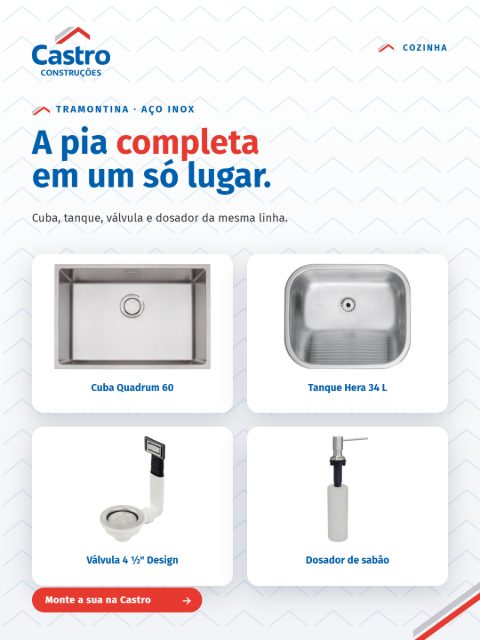 Castro
CONSTRUÇÕES
COZINHA
TRAMONTINA · AÇO INOX
A pia completa
em um só lugar.
Cuba, tanque, válvula e dosador da mesma linha.
Cuba Quadrum 60
Tanque Hera 34 L
Válvula 4 ½" Design
Dosador de sabão
Monte a sua na Castro →